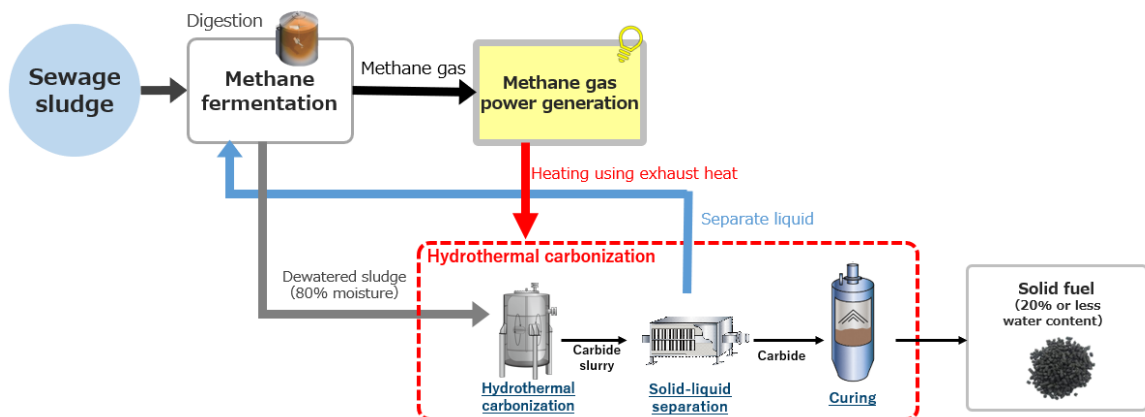 Digestion
Sewage
sludge
Methane
fermentation
Methane gas
Methane gas
power generation
Heating using exhaust heat
Separate liquid
Hydrothermal carbonization
Dewatered sludge
(80% moisture)
Carbide
slurry
Carbide
Hydrothermal
carbonization
Solid-liquid
separation
Curing
Solid fuel
(20% or less
water content)